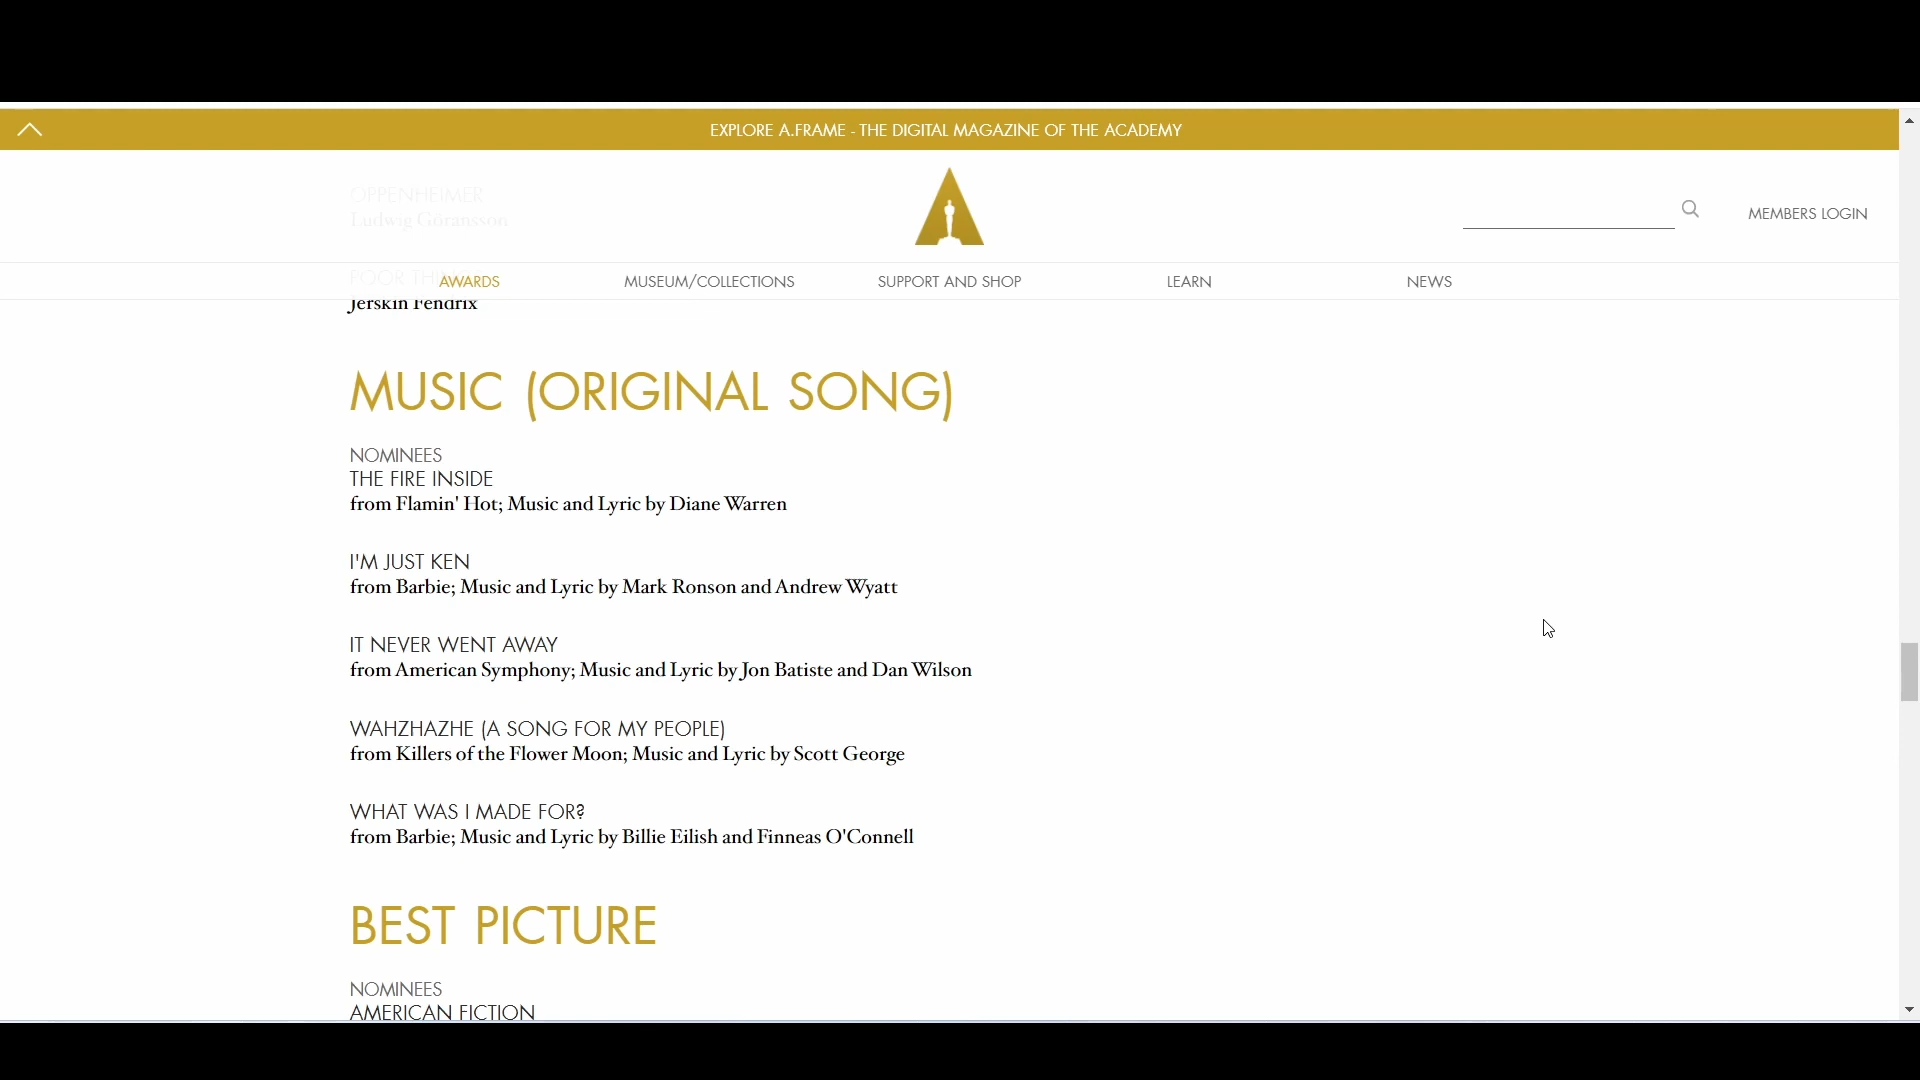 EXPLORE A.FRAME - THE DIGITAL MAGAZINE OF THE ACADEMY
OPPENHEIMER
Ludwig Göransson
MEMBERS LOGIN
POOR TH
AWARDS
MUSEUM/COLLECTIONS
SUPPORT AND SHOP
LEARN
NEWS
Jerskin Fendrix
MUSIC (ORIGINAL SONG)
NOMINEES
THE FIRE INSIDE
from Flamin' Hot; Music and Lyric by Diane Warren
I'M JUST KEN
from Barbie; Music and Lyric by Mark Ronson and Andrew Wyatt
IT NEVER WENT AWAY
from American Symphony; Music and Lyric by Jon Batiste and Dan Wilson
WAHZHAZHE (A SONG FOR MY PEOPLE)
from Killers of the Flower Moon; Music and Lyric by Scott George
WHAT WAS I MADE FOR?
from Barbie; Music and Lyric by Billie Eilish and Finneas O'Connell
BEST PICTURE
NOMINEES
AMERICAN FICTION